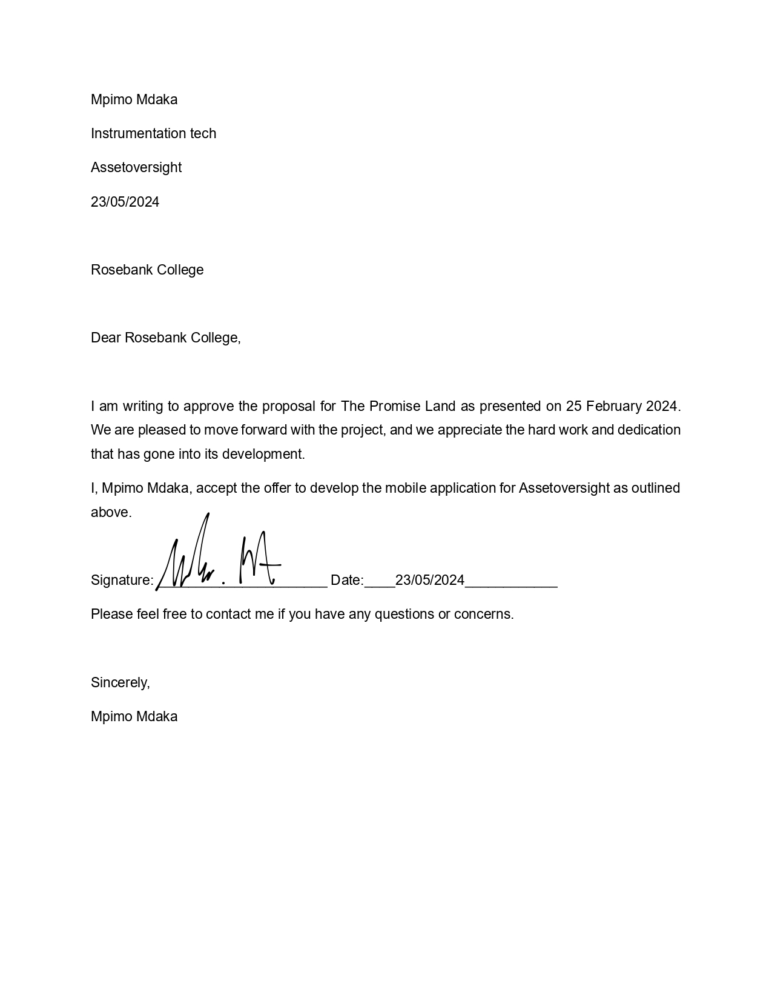 Mpimo Mdaka
Instrumentation tech
Assetoversight
23/05/2024
Rosebank College
Dear Rosebank College,
I am writing to approve the proposal for The Promise Land as presented on 25 February 2024.
We are pleased to move forward with the project, and we appreciate the hard work and dedication
that has gone into its development.
I, Mpimo Mdaka, accept the offer to develop the mobile application for Assetoversight as outlined
above.
Signature: ______________________ Date:____23/05/2024____________
Please feel free to contact me if you have any questions or concerns.
Sincerely,
Mpimo Mdaka